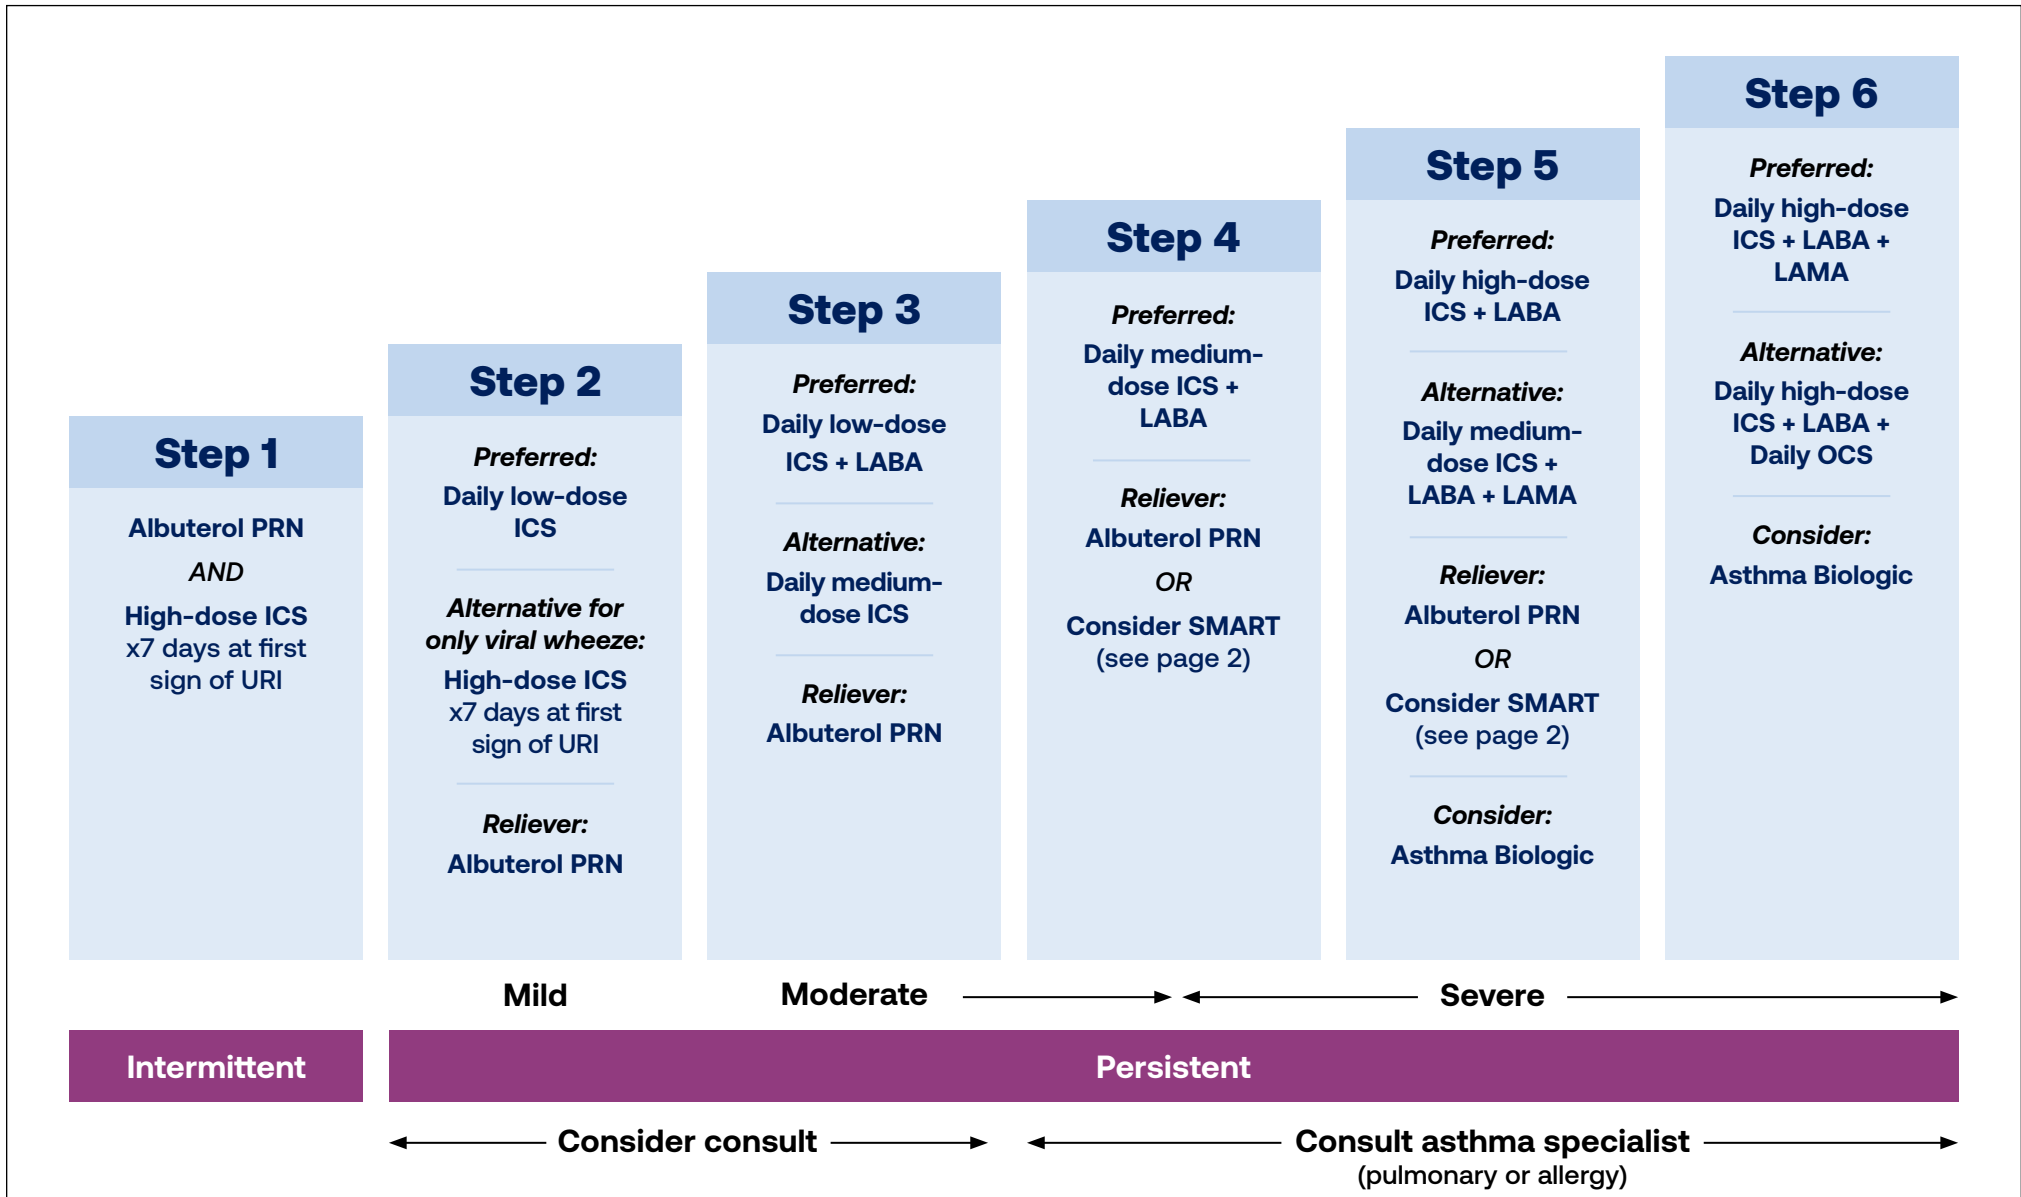 Step 1
Albuterol PRN
AND
High-dose ICS
x7 days at first
sign of URI
Step 2
Preferred:
Daily low-dose
ICS
Alternative for
only viral wheeze:
High-dose ICS
x7 days at first
sign of URI
Reliever:
Albuterol PRN
Step 3
Preferred:
Daily low-dose
ICS + LABA
Alternative:
Daily medium-
dose ICS
Reliever:
Albuterol PRN
Step 4
Preferred:
Daily medium-
dose ICS +
LABA
Reliever:
Albuterol PRN
OR
Consider SMART
(see page 2)
Step 5
Preferred:
Daily high-dose
ICS + LABA
Alternative:
Daily medium-
dose ICS +
LABA + LAMA
Reliever:
Albuterol PRN
OR
Consider SMART
(see page 2)
Consider:
Asthma Biologic
Step 6
Preferred:
Daily high-dose
ICS + LABA +
LAMA
Alternative:
Daily high-dose
ICS + LABA +
Daily OCS
Consider:
Asthma Biologic
Mild
Moderate
Severe
Intermittent
Persistent
Consider consult
Consult asthma specialist
(pulmonary or allergy)